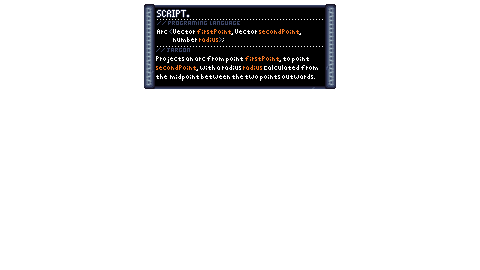 SCRIPT.
// PROGRAMING LANGUAGE
Arc (Vector firstPoint, Vector secondPoint,
number radius);
// JARGON
Projects an arc from point firstPoint, to point
secondPoint, with a radius radius calculated from
the midpoint between the two points outwards.